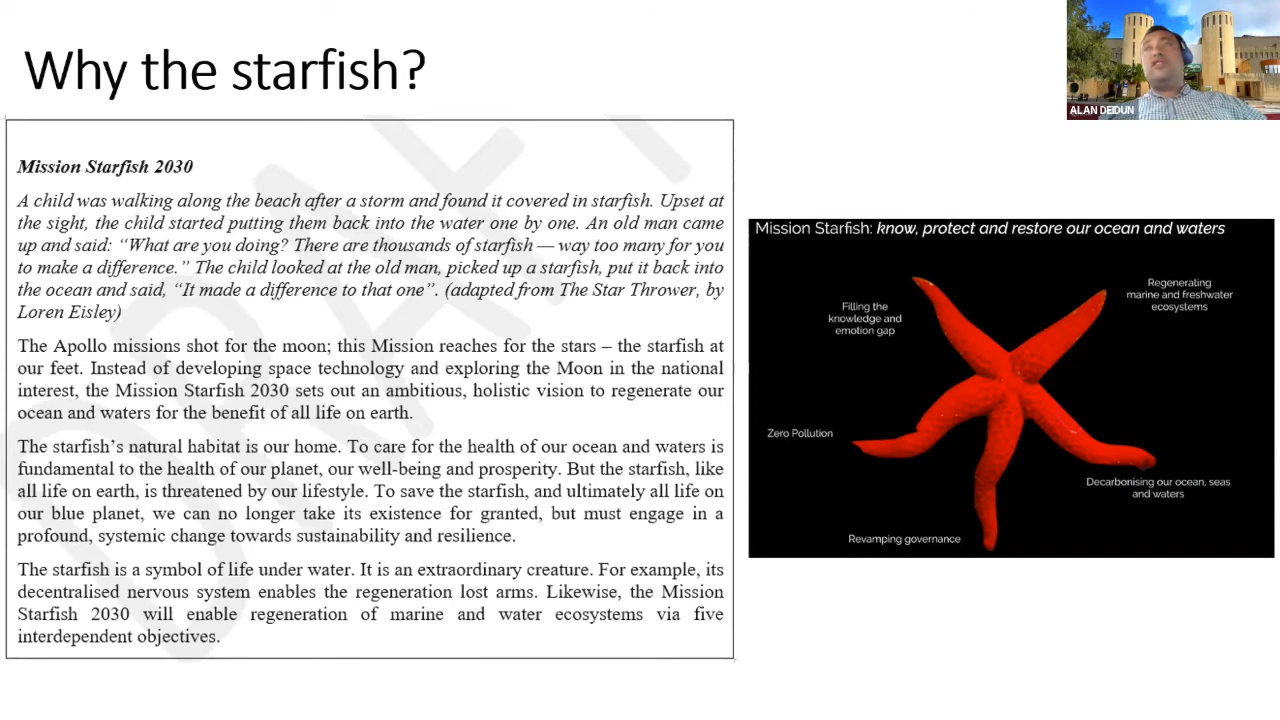 Why the starfish?
ALAN DEIDUN
DRAFT
Mission Starfish 2030
A child was walking along the beach after a storm and found it covered in starfish. Upset at
the sight, the child started putting them back into the water one by one. An old man came
up and said: “What are you doing? There are thousands of starfish — way too many for you
to make a difference.” The child looked at the old man, picked up a starfish, put it back into
the ocean and said, “It made a difference to that one”. (adapted from The Star Thrower, by
Loren Eisley)
The Apollo missions shot for the moon; this Mission reaches for the stars – the starfish at
our feet. Instead of developing space technology and exploring the Moon in the national
interest, the Mission Starfish 2030 sets out an ambitious, holistic vision to regenerate our
ocean and waters for the benefit of all life on earth.
The starfish’s natural habitat is our home. To care for the health of our ocean and waters is
fundamental to the health of our planet, our well-being and prosperity. But the starfish, like
all life on earth, is threatened by our lifestyle. To save the starfish, and ultimately all life on
our blue planet, we can no longer take its existence for granted, but must engage in a
profound, systemic change towards sustainability and resilience.
The starfish is a symbol of life under water. It is an extraordinary creature. For example, its
decentralised nervous system enables the regeneration lost arms. Likewise, the Mission
Starfish 2030 will enable regeneration of marine and water ecosystems via five
interdependent objectives.
Mission Starfish: know, protect and restore our ocean and waters
Filling the
knowledge and
emotion gap
Regenerating
marine and freshwater
ecosystems
Zero Pollution
Decarbonising our ocean, seas
and waters
Revamping governance